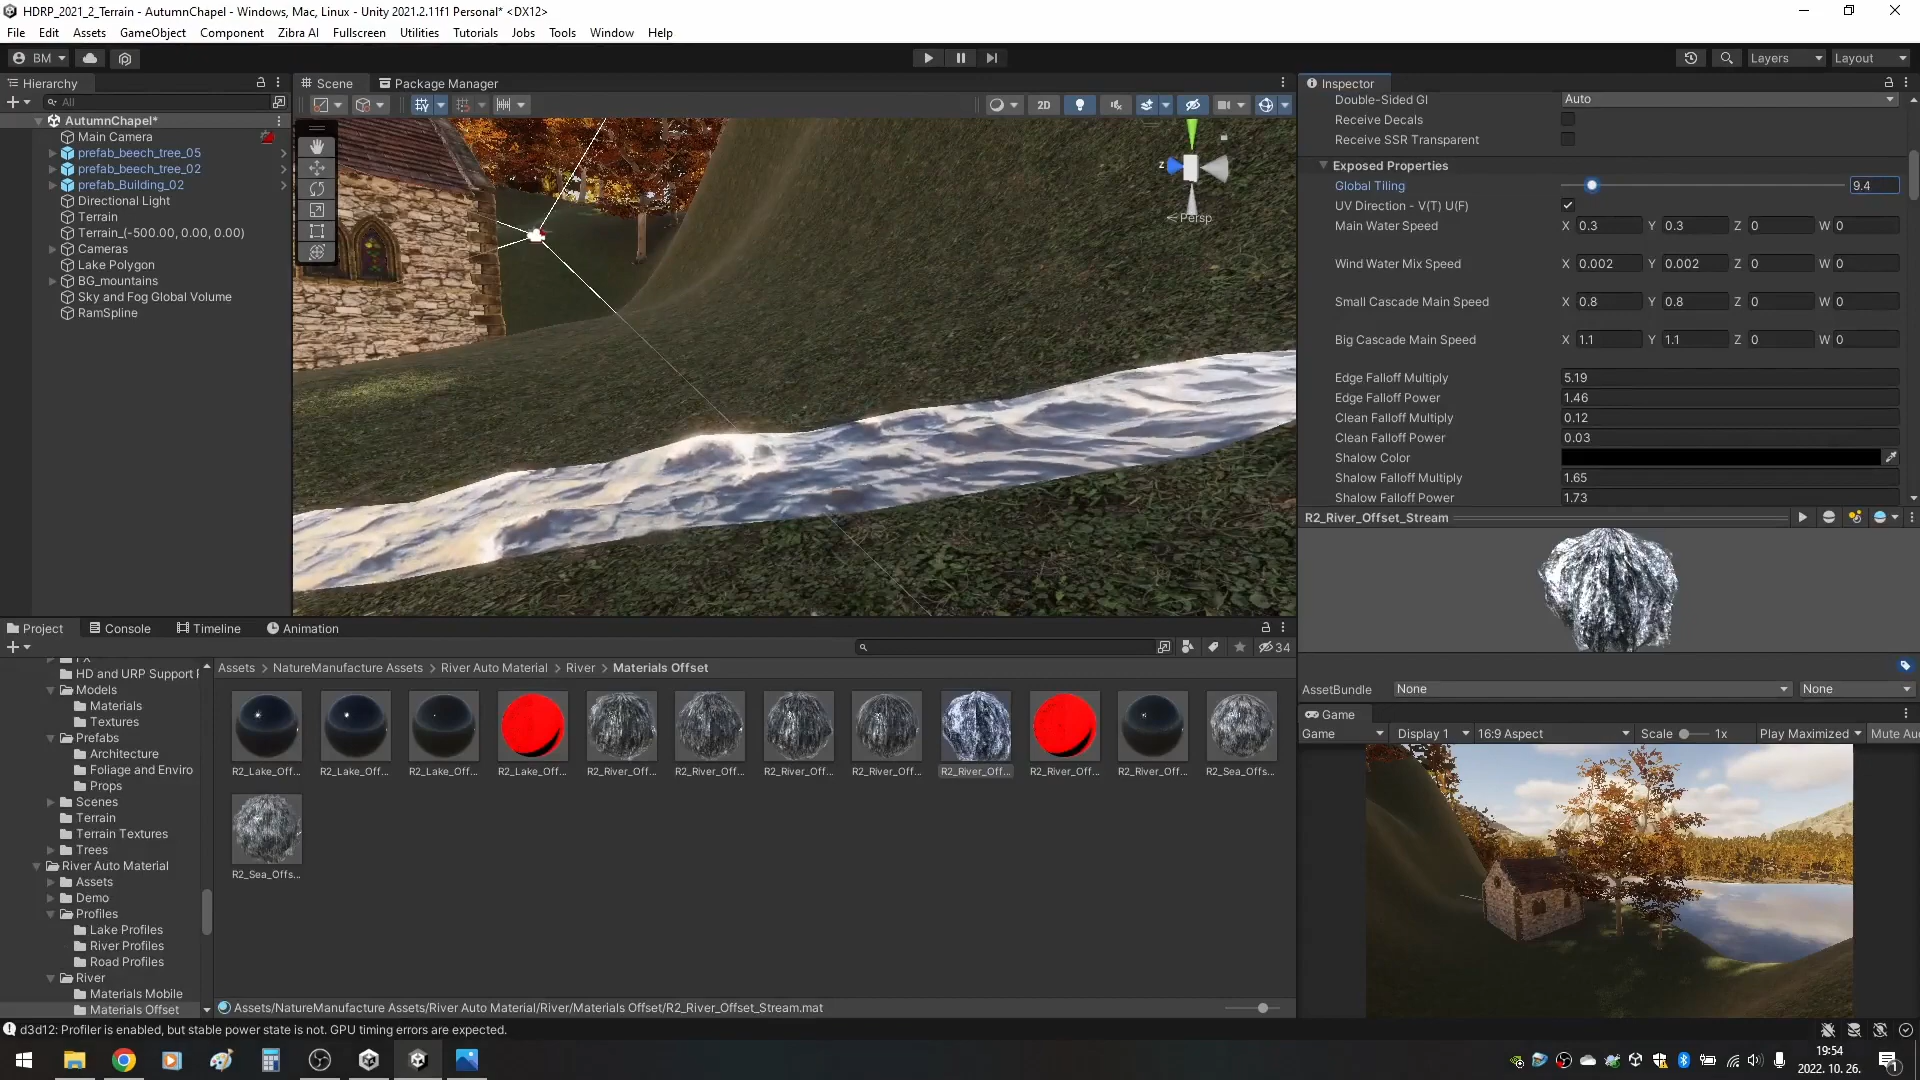 HDRP_2021_2_Terrain - AutumnChapel - Windows, Mac, Linux - Unity 2021.2.11f1 Personal* <DX12>
File Edit Assets GameObject Component Zibra AI Fullscreen Utilities Tutorials Jobs Tools Window Help
BM Layers Layout
Hierarchy
All
AutumnChapel*
Main Camera
prefab_beech_tree_05
prefab_beech_tree_02
prefab_Building_02
Directional Light
Terrain
Terrain_(-500.00, 0.00, 0.00)
Cameras
Lake Polygon
BG_mountains
Sky and Fog Global Volume
RamSpline
Scene Package Manager
2D
z
Persp
Inspector
Double-Sided GI Auto
Receive Decals
Receive SSR Transparent
Exposed Properties
Global Tiling 9.4
UV Direction - V(T) U(F)
Main Water Speed X 0.3 Y 0.3 Z 0 W 0
Wind Water Mix Speed X 0.002 Y 0.002 Z 0 W 0
Small Cascade Main Speed X 0.8 Y 0.8 Z 0 W 0
Big Cascade Main Speed X 1.1 Y 1.1 Z 0 W 0
Edge Falloff Multiply 5.19
Edge Falloff Power 1.46
Clean Falloff Multiply 0.12
Clean Falloff Power 0.03
Shalow Color
Shalow Falloff Multiply 1.65
Shalow Falloff Power 1.73
R2_River_Offset_Stream
AssetBundle None None
Game
Game Display 1 16:9 Aspect Scale 1x Play Maximized Mute Au
Project Console Timeline Animation
34
HD and URP Support
Models
Materials
Textures
Prefabs
Architecture
Foliage and Enviro
Props
Scenes
Terrain
Terrain Textures
Trees
River Auto Material
Assets
Demo
Profiles
Lake Profiles
River Profiles
Road Profiles
River
Materials Mobile
Materials Offset
Assets > NatureManufacture Assets > River Auto Material > River > Materials Offset
R2_Lake_Off... R2_Lake_Off... R2_Lake_Off... R2_Lake_Off... R2_River_Off... R2_River_Off... R2_River_Off... R2_River_Off... R2_River_Off... R2_River_Off... R2_River_Off... R2_Sea_Offs...
R2_Sea_Offs...
Assets/NatureManufacture Assets/River Auto Material/River/Materials Offset/R2_River_Offset_Stream.mat
d3d12: Profiler is enabled, but stable power state is not. GPU timing errors are expected.
19:54
2022. 10. 26.
1